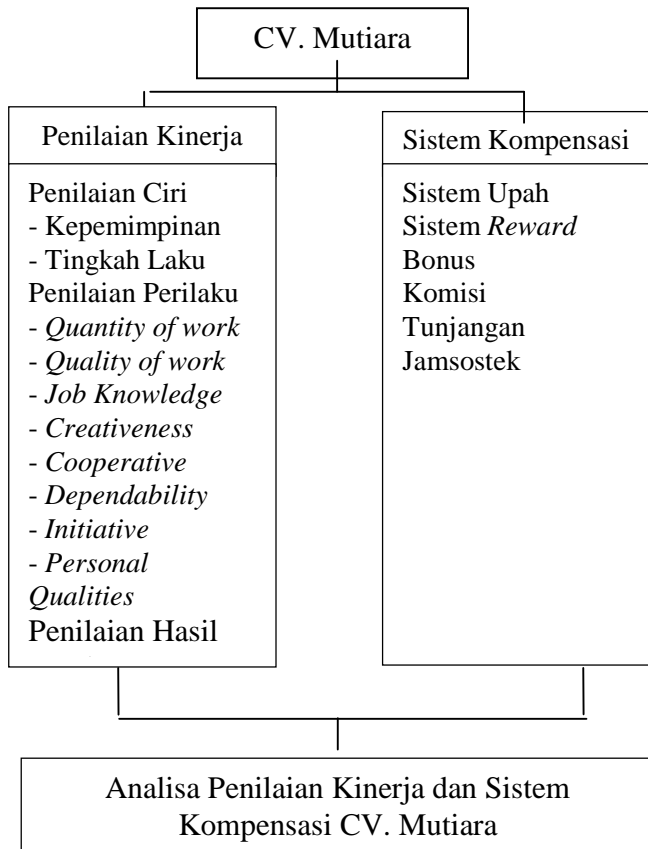 CV. Mutiara
Penilaian Kinerja
Penilaian Ciri
- Kepemimpinan
- Tingkah Laku
Penilaian Perilaku
- Quantity of work
- Quality of work
- Job Knowledge
- Creativeness
- Cooperative
- Dependability
- Initiative
- Personal
Qualities
Penilaian Hasil
Sistem Kompensasi
Sistem Upah
Sistem Reward
Bonus
Komisi
Tunjangan
Jamsostek
Analisa Penilaian Kinerja dan Sistem
Kompensasi CV. Mutiara